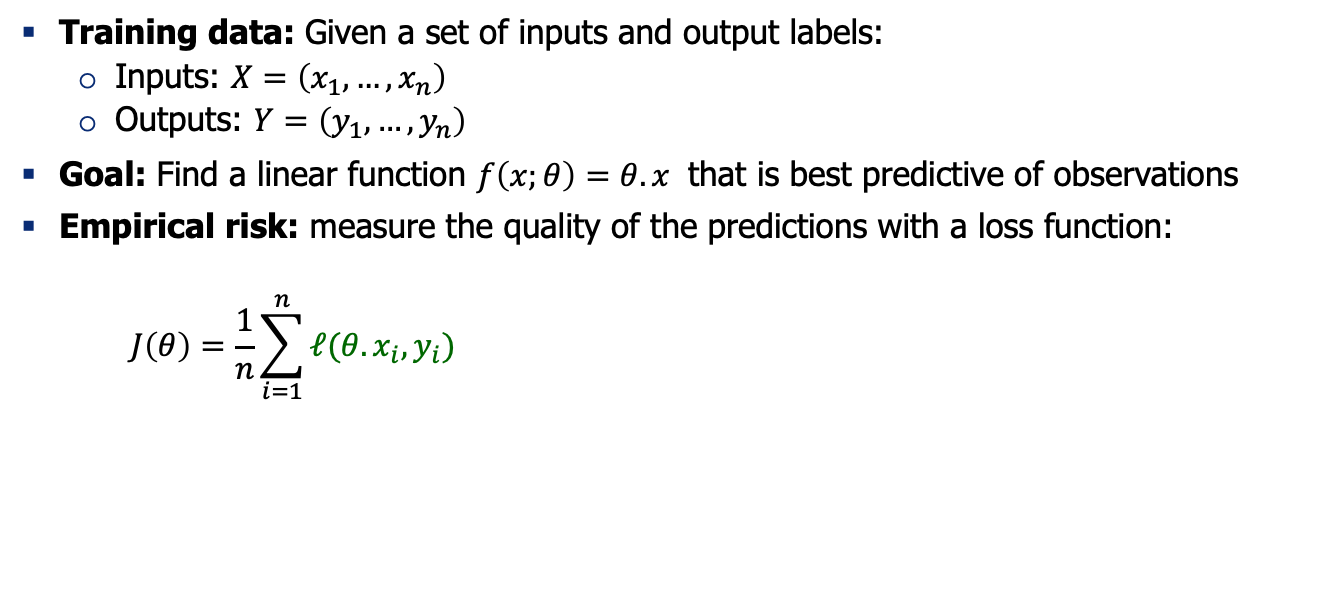 ▪ Training data: Given a set of inputs and output labels:
o Inputs: X = (x₁, … , xₙ)
o Outputs: Y = (y₁, … , yₙ)
▪ Goal: Find a linear function f(x; θ) = θ. x that is best predictive of observations
▪ Empirical risk: measure the quality of the predictions with a loss function:
J(θ) = 1/n ∑ᵢ₌₁ⁿ ℓ(θ. xᵢ, yᵢ)